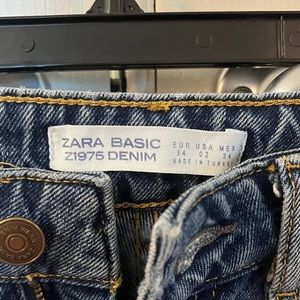 ZARA BASIC
Z1975 DENIM
EUR USA MEX
34 02 24
MADE IN TURKEY